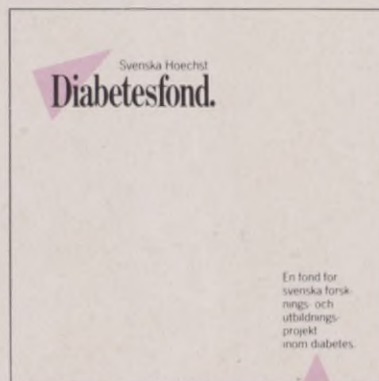 Svenska Hoechst
Diabetesfond.
En fond för
svenska forsk-
nings- och
utbildnings-
projekt
inom diabetes.